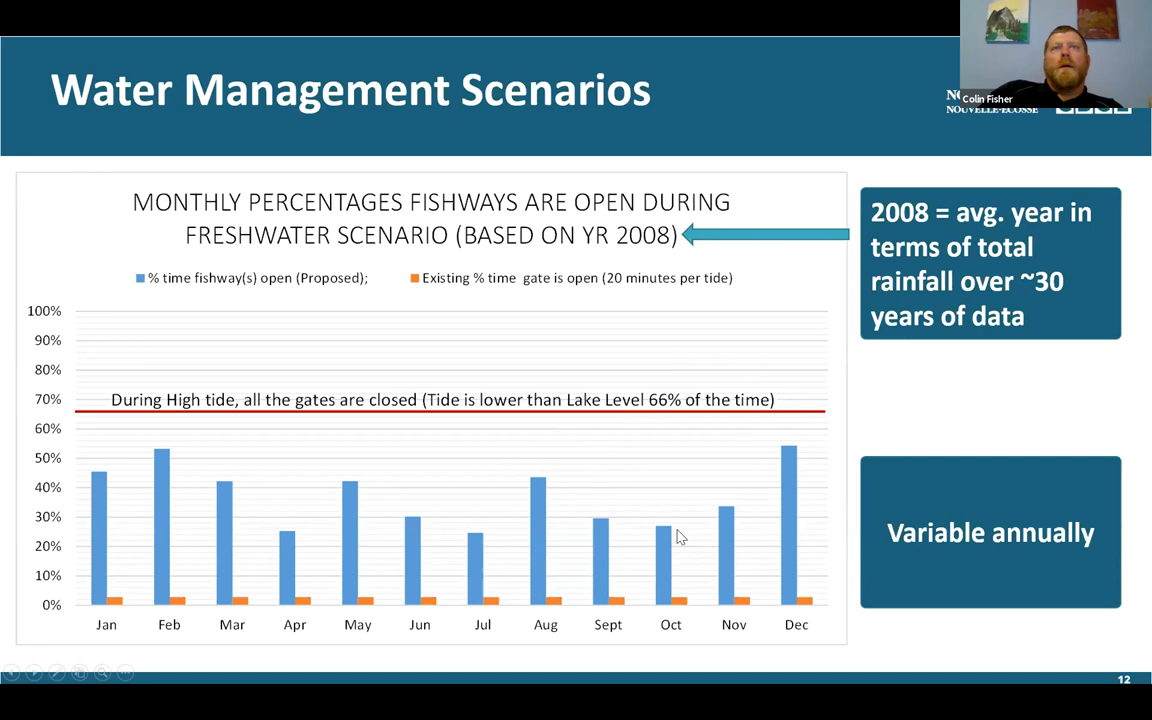 Water Management Scenarios
Colin Fisher
NOUVELLE-ÉCOSSE
MONTHLY PERCENTAGES FISHWAYS ARE OPEN DURING
FRESHWATER SCENARIO (BASED ON YR 2008)
% time fishway(s) open (Proposed);
Existing % time gate is open (20 minutes per tide)
2008 = avg. year in
terms of total
rainfall over ~30
years of data
100%
90%
80%
70%
During High tide, all the gates are closed (Tide is lower than Lake Level 66% of the time)
60%
50%
40%
30%
20%
10%
0%
Jan Feb Mar Apr May Jun Jul Aug Sept Oct Nov Dec
Variable annually
12